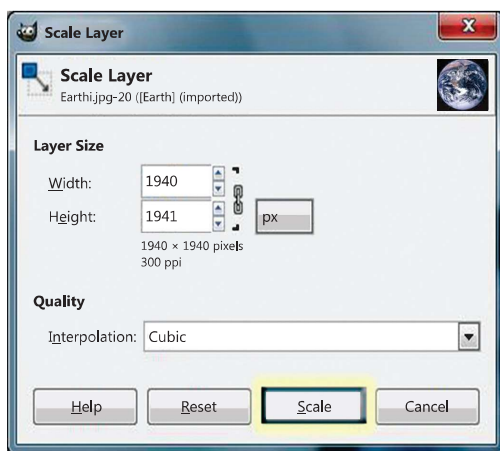 Scale Layer
Scale Layer
Earthi.jpg-20 ([Earth] (imported))
Layer Size
Width: 1940
Height: 1941 px
1940 × 1940 pixels
300 ppi
Quality
Interpolation: Cubic
Help Reset Scale Cancel